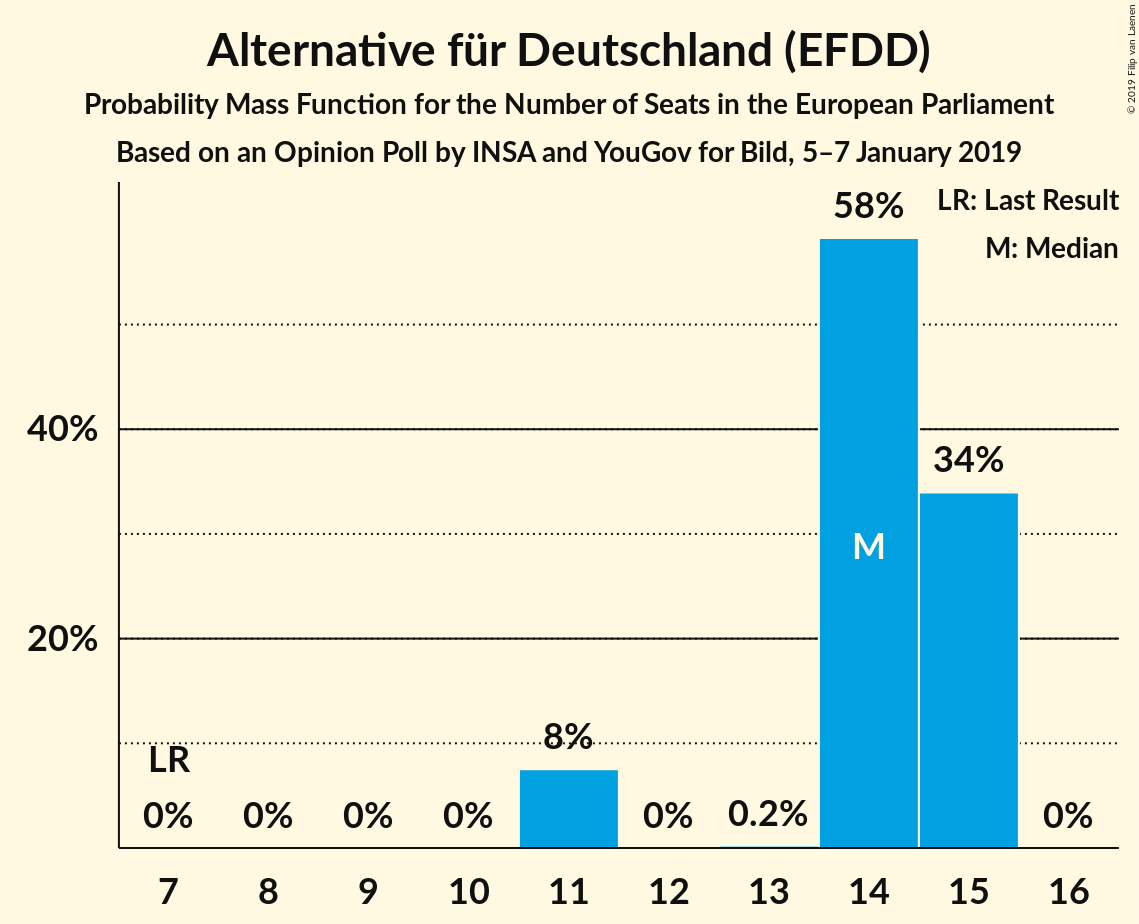 Alternative für Deutschland (EFDD)
Probability Mass Function for the Number of Seats in the European Parliament
Based on an Opinion Poll by INSA and YouGov for Bild, 5–7 January 2019
© 2019 Filip van Laenen
LR: Last Result
M: Median
58%
40%
34%
M
20%
8%
LR
0% 0% 0% 0% 0% 0.2% 0%
7 8 9 10 11 12 13 14 15 16